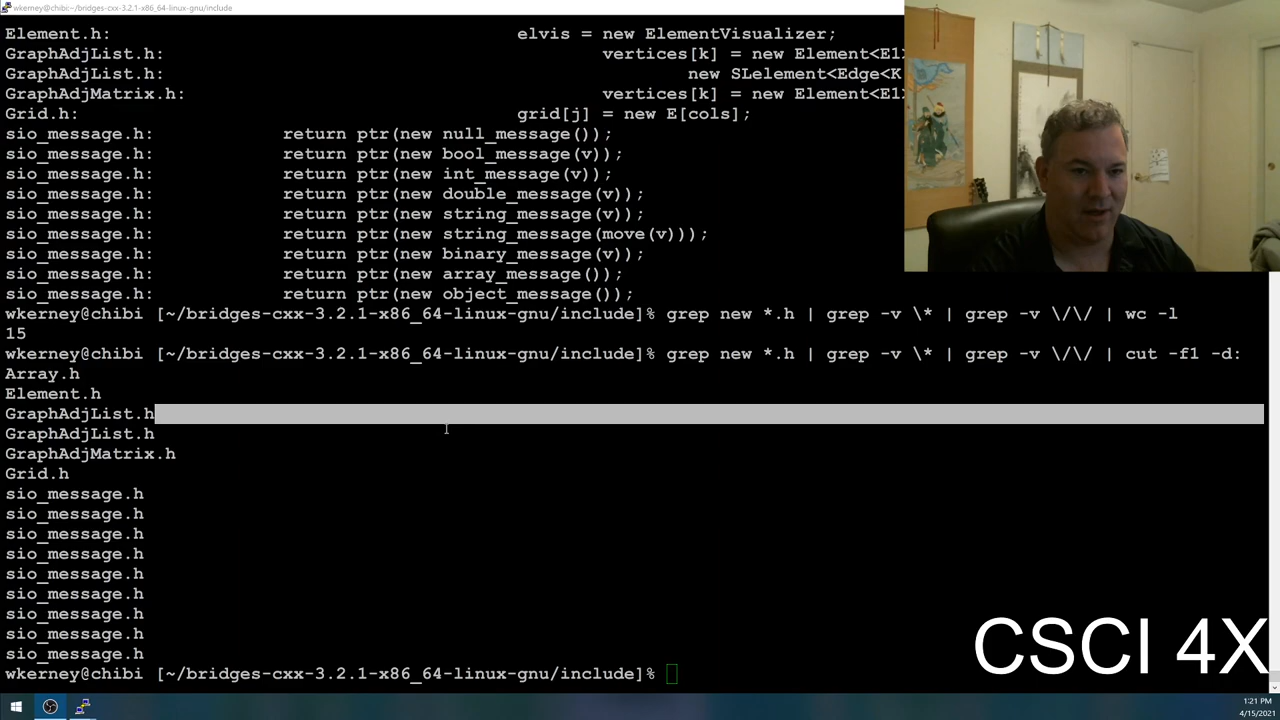 wkerney@chibi:~/bridges-cxx-3.2.1-x86_64-linux-gnu/include
Element.h: elvis = new ElementVisualizer;
GraphAdjList.h: vertices[k] = new Element<E1>
GraphAdjList.h: new SLelement<Edge<K
GraphAdjMatrix.h: vertices[k] = new Element<E1>
Grid.h: grid[j] = new E[cols];
sio_message.h: return ptr(new null_message());
sio_message.h: return ptr(new bool_message(v));
sio_message.h: return ptr(new int_message(v));
sio_message.h: return ptr(new double_message(v));
sio_message.h: return ptr(new string_message(v));
sio_message.h: return ptr(new string_message(move(v)));
sio_message.h: return ptr(new binary_message(v));
sio_message.h: return ptr(new array_message());
sio_message.h: return ptr(new object_message());
wkerney@chibi [~/bridges-cxx-3.2.1-x86_64-linux-gnu/include]% grep new *.h | grep -v \* | grep -v \/\/ | wc -l
15
wkerney@chibi [~/bridges-cxx-3.2.1-x86_64-linux-gnu/include]% grep new *.h | grep -v \* | grep -v \/\/ | cut -f1 -d:
Array.h
Element.h
GraphAdjList.h
GraphAdjList.h
GraphAdjMatrix.h
Grid.h
sio_message.h
sio_message.h
sio_message.h
sio_message.h
sio_message.h
sio_message.h
sio_message.h
sio_message.h
sio_message.h
wkerney@chibi [~/bridges-cxx-3.2.1-x86_64-linux-gnu/include]%
CSCI 4X
1:21 PM
4/15/2021